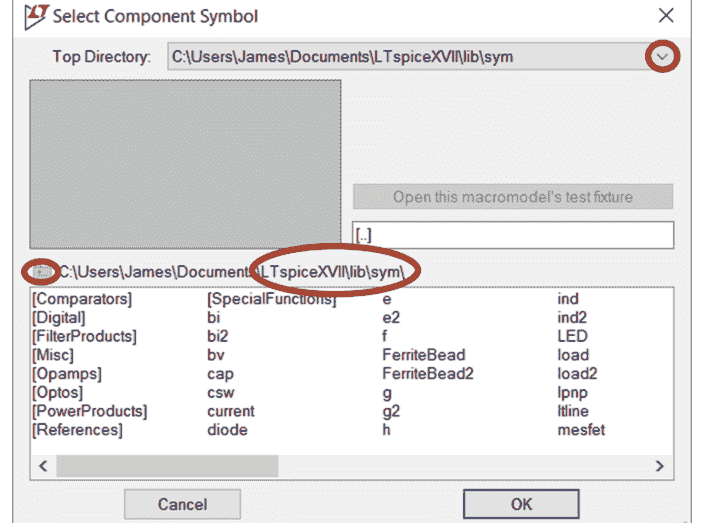 Select Component Symbol
Top Directory: C:\Users\James\Documents\LTspiceXVII\lib\sym
Open this macromodel's test fixture
[..]
C:\Users\James\Documents\LTspiceXVII\lib\sym\
[Comparators] [SpecialFunctions] e ind
[Digital] bi e2 ind2
[FilterProducts] bi2 f LED
[Misc] bv FerriteBead load
[Opamps] cap FerriteBead2 load2
[Optos] csw g lpnp
[PowerProducts] current g2 ltline
[References] diode h mesfet
Cancel OK